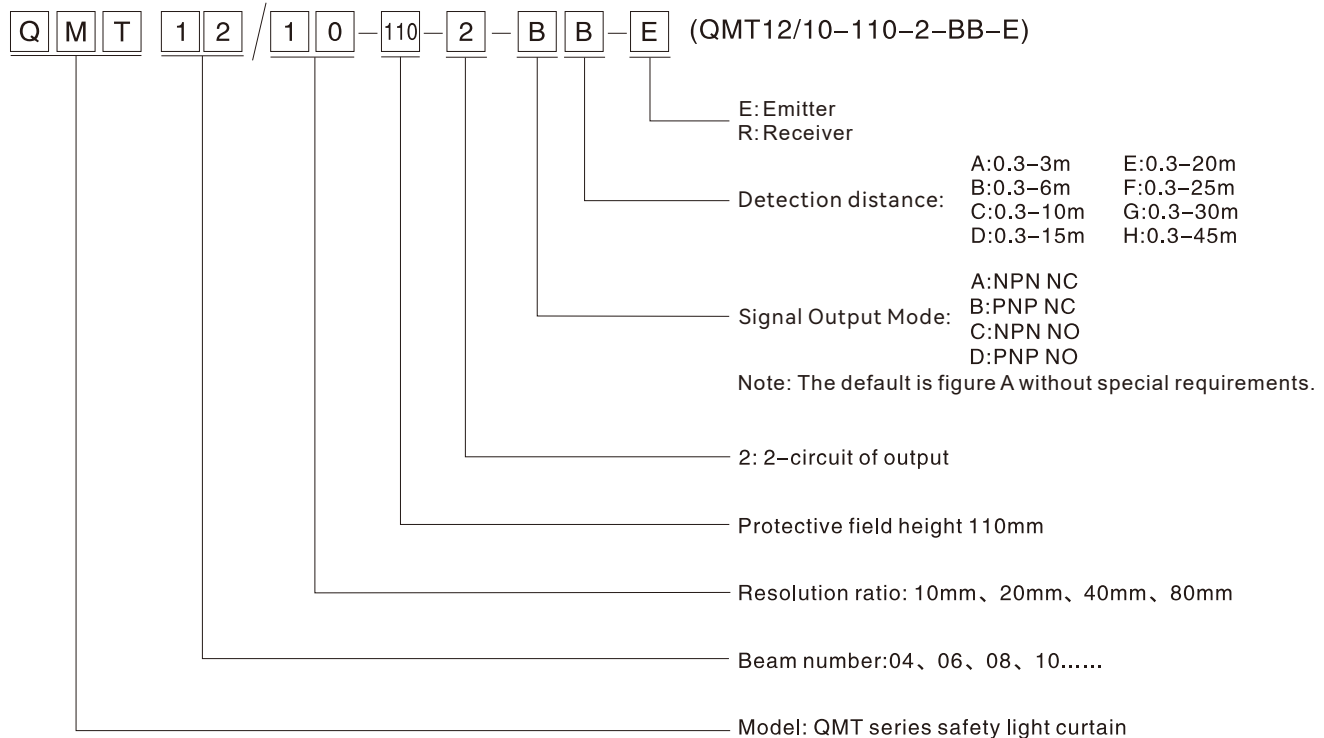 Q M T 1 2 / 1 0 – 110 – 2 – B B – E (QMT12/10–110–2–BB–E)
E:Emitter
R:Receiver
Detection distance:
A:0.3–3m E:0.3–20m
B:0.3–6m F:0.3–25m
C:0.3–10m G:0.3–30m
D:0.3–15m H:0.3–45m
Signal Output Mode:
A:NPN NC
B:PNP NC
C:NPN NO
D:PNP NO
Note: The default is figure A without special requirements.
2: 2–circuit of output
Protective field height 110mm
Resolution ratio: 10mm、20mm、40mm、80mm
Beam number:04、06、08、10......
Model: QMT series safety light curtain